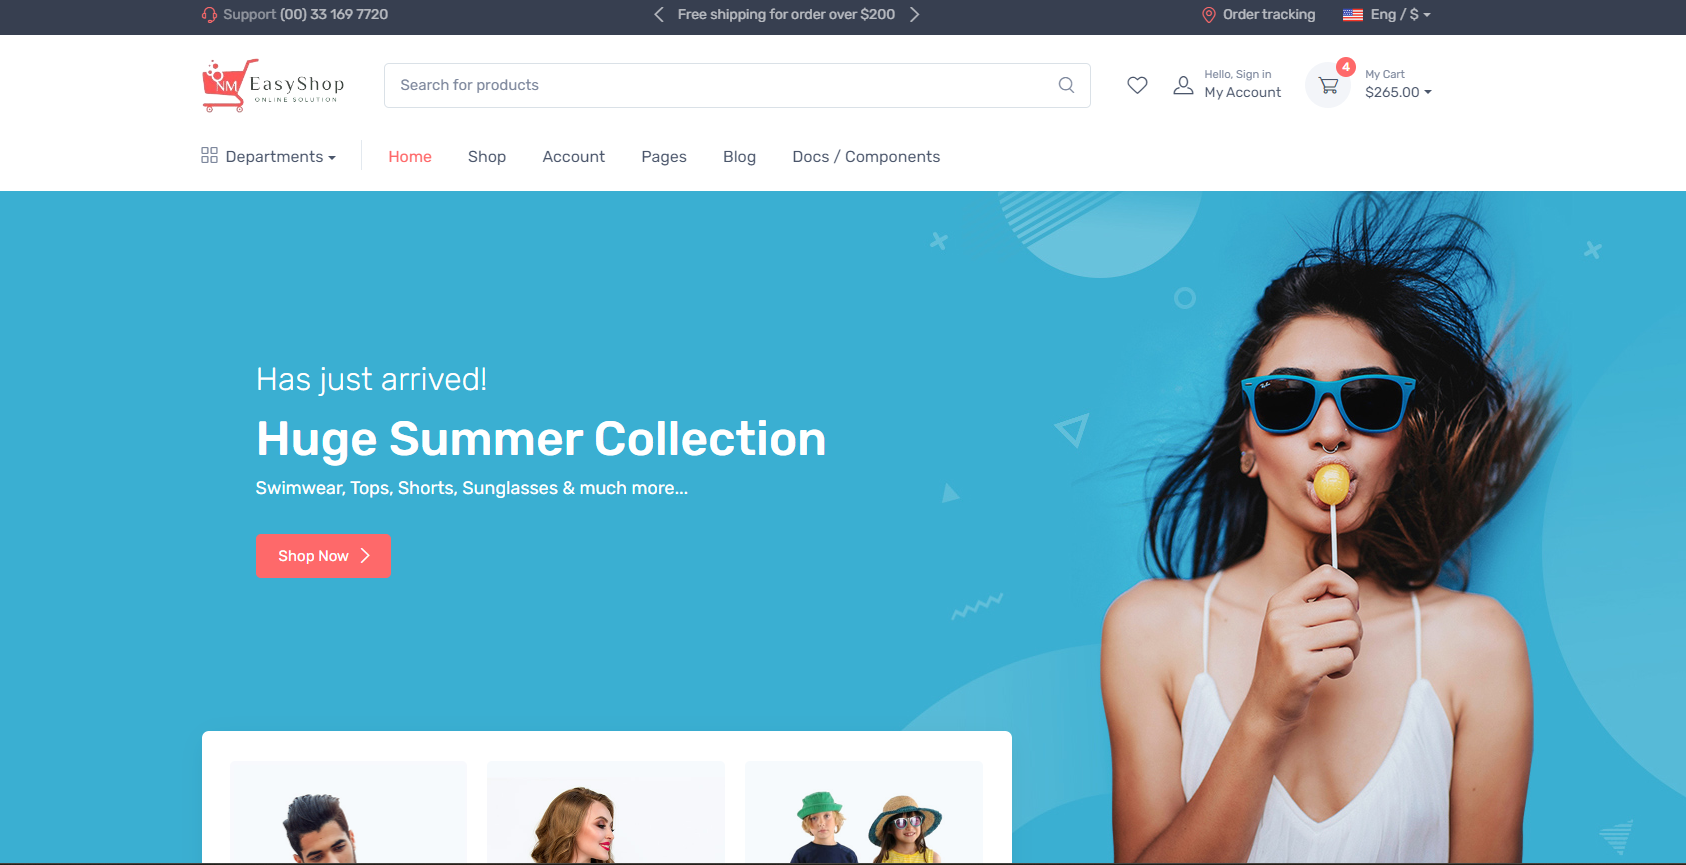 Support (00) 33 169 7720
Free shipping for order over $200
Order tracking
Eng / $
NM
EasyShop
ONLINE SOLUTION
Search for products
Hello, Sign in
My Account
4
My Cart
$265.00
Departments
Home
Shop
Account
Pages
Blog
Docs / Components
Has just arrived!
Huge Summer Collection
Swimwear, Tops, Shorts, Sunglasses & much more...
Shop Now
Ray-Ban